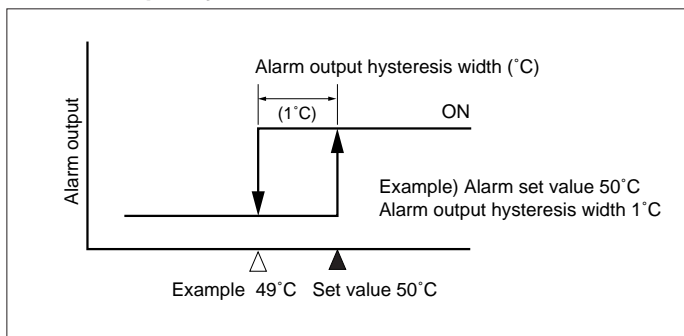 Alarm output hysteresis width (˚C)
(1˚C)
ON
Alarm output
Example) Alarm set value 50˚C
Alarm output hysteresis width 1˚C
Example 49˚C Set value 50˚C